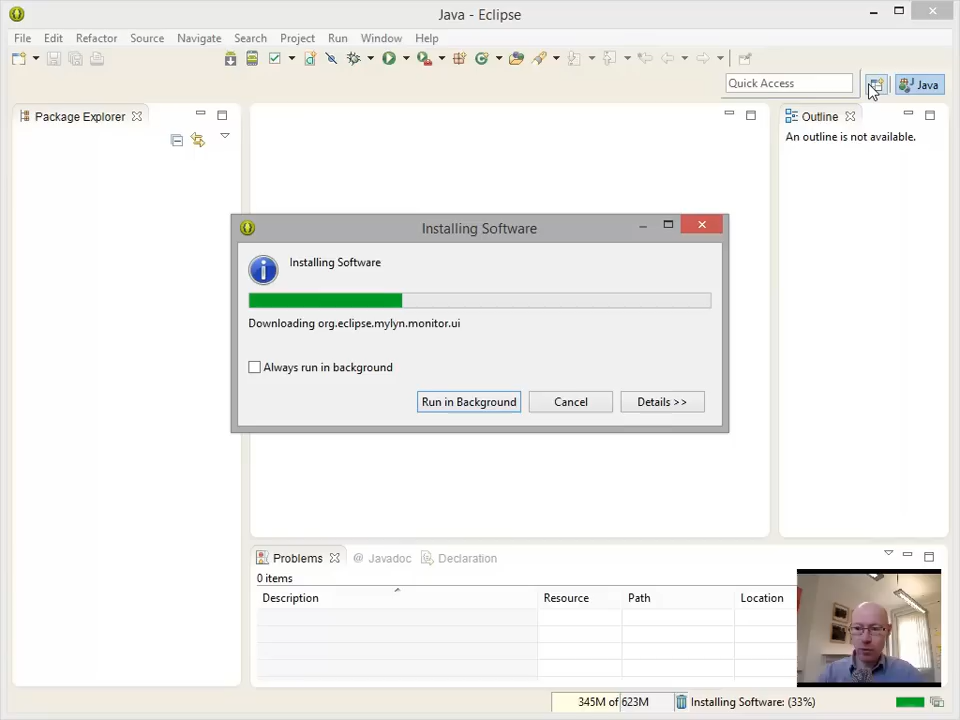 Java - Eclipse
File Edit Refactor Source Navigate Search Project Run Window Help
Quick Access
Java
Package Explorer
Outline
An outline is not available.
Installing Software
Installing Software
Downloading org.eclipse.mylyn.monitor.ui
Always run in background
Run in Background Cancel Details >>
Problems @ Javadoc Declaration
0 items
Description Resource Path Location
345M of 623M Installing Software: (33%)